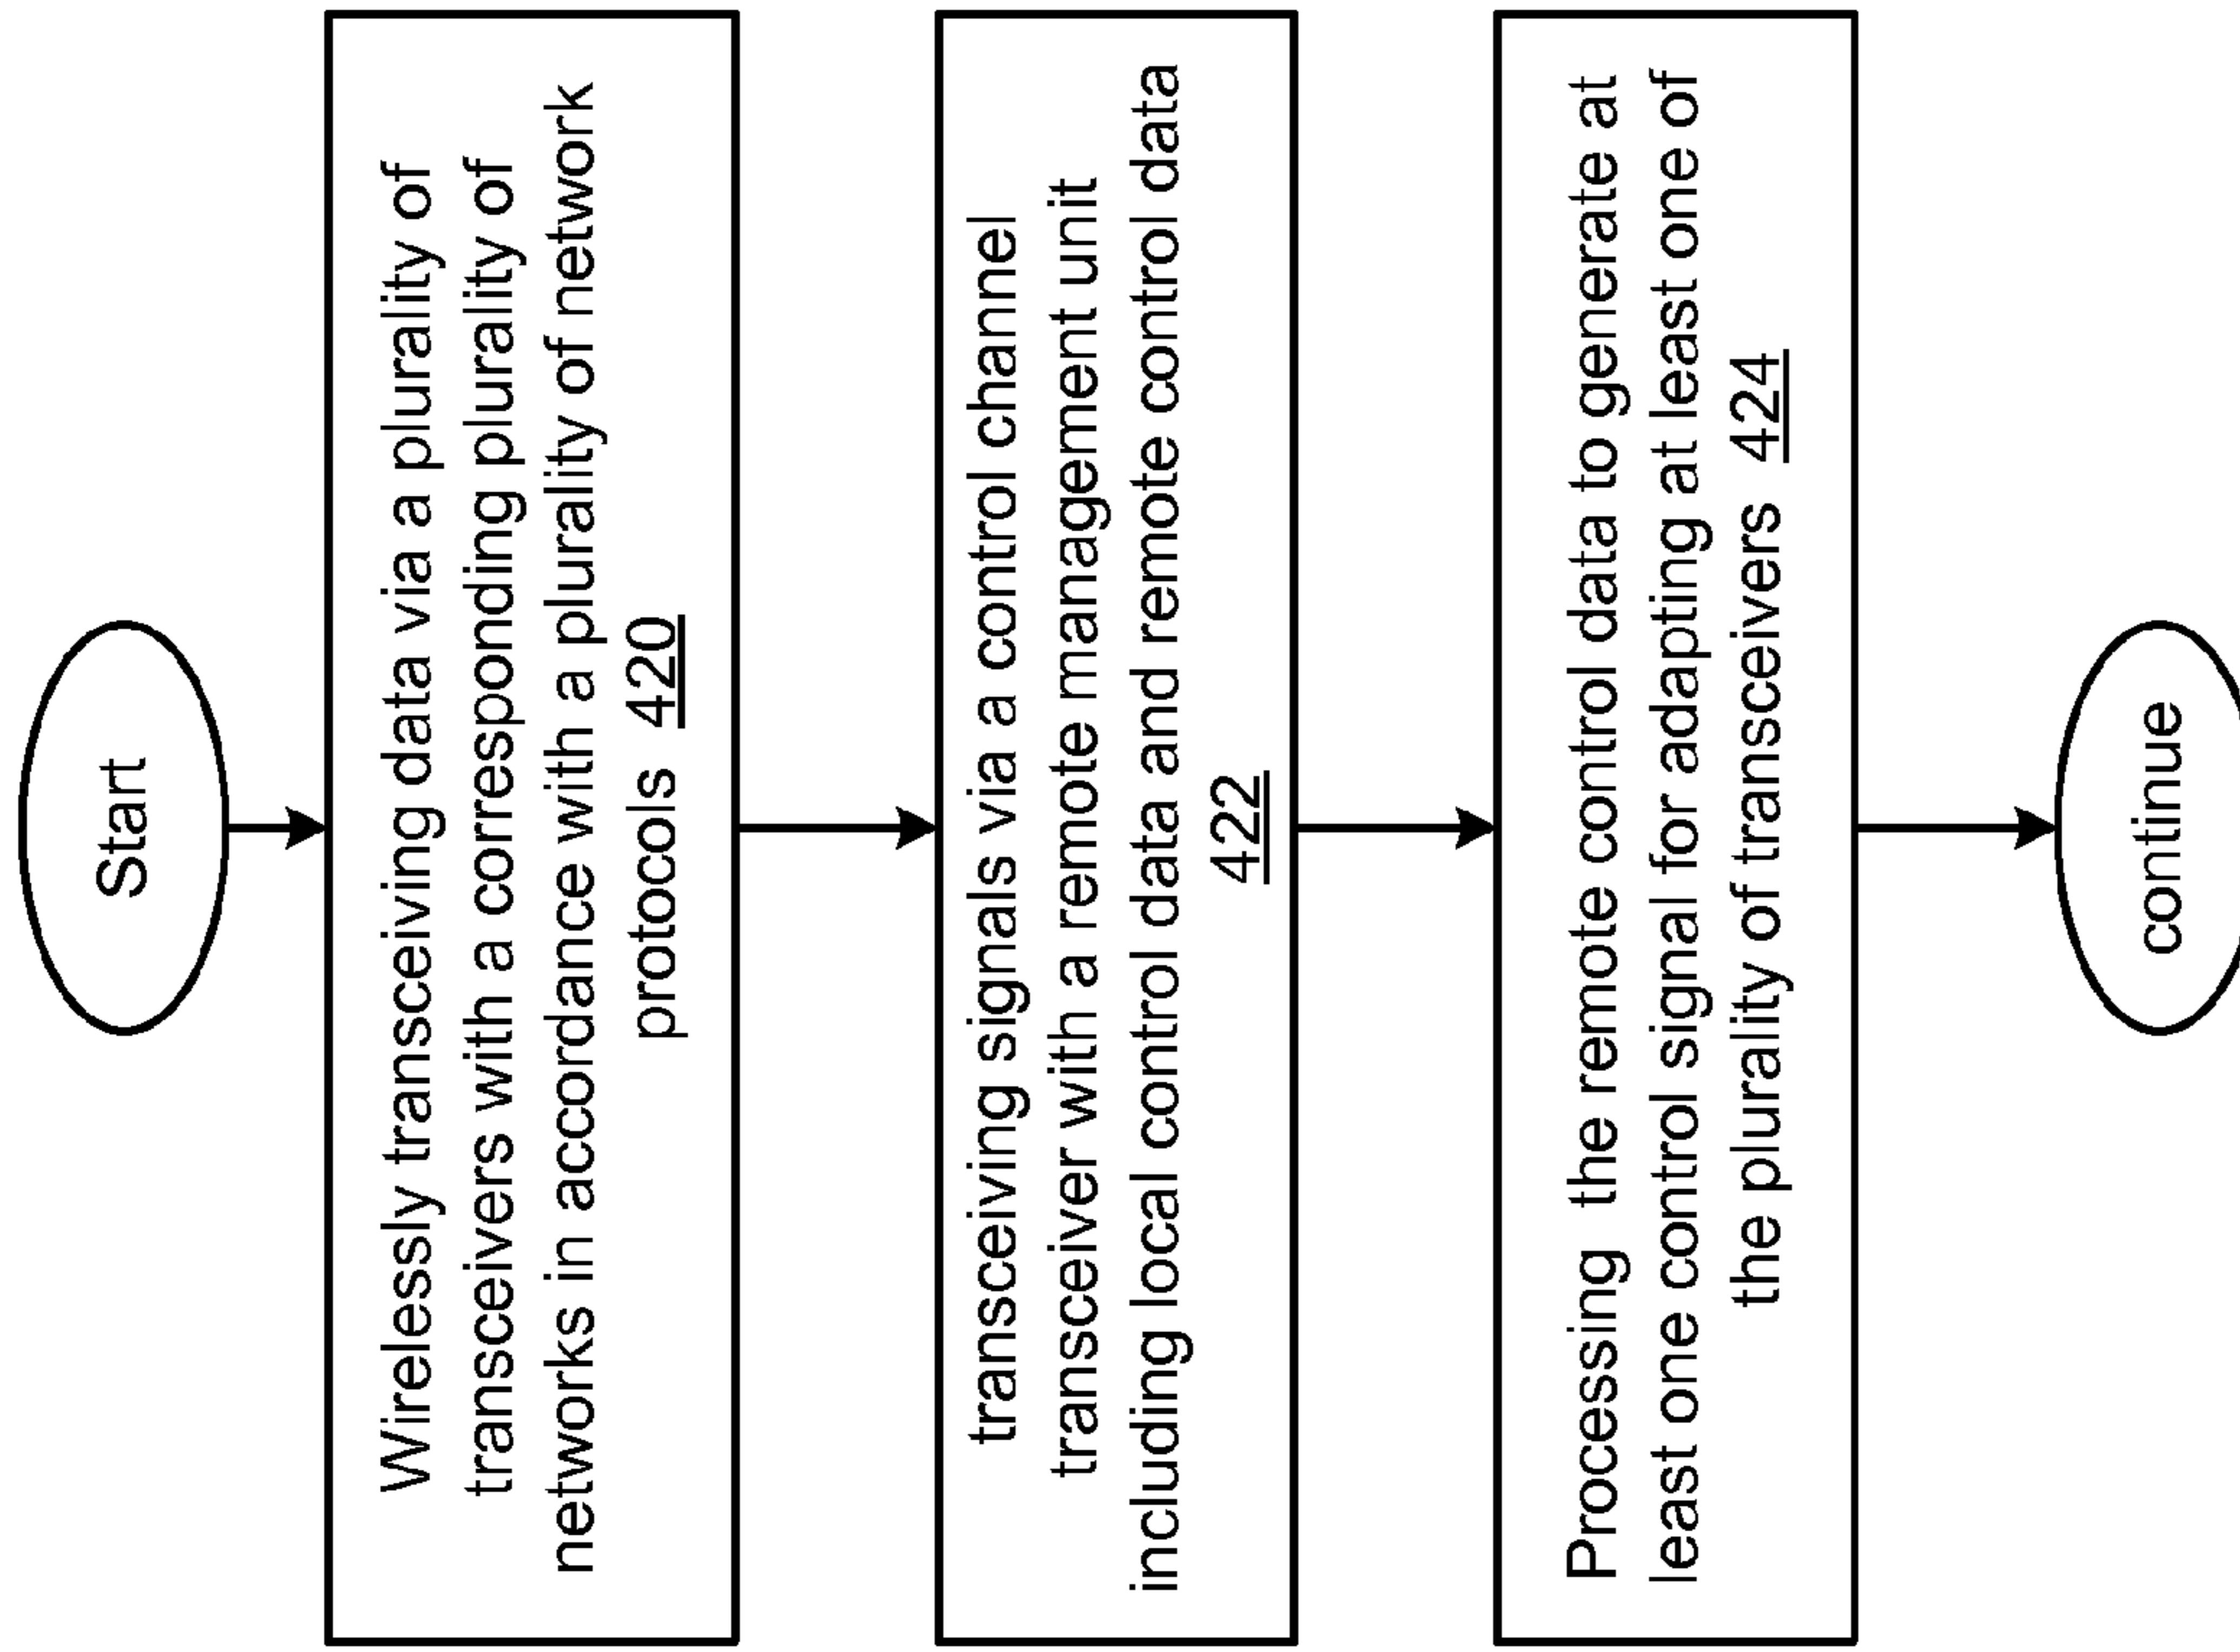 Start
Wirelessly transceiving data via a plurality of
transceivers with a corresponding plurality of
networks in accordance with a plurality of network
protocols 420
transceiving signals via a control channel
transceiver with a remote management unit
including local control data and remote control data
422
Processing the remote control data to generate at
least one control signal for adapting at least one of
the plurality of transceivers 424
continue